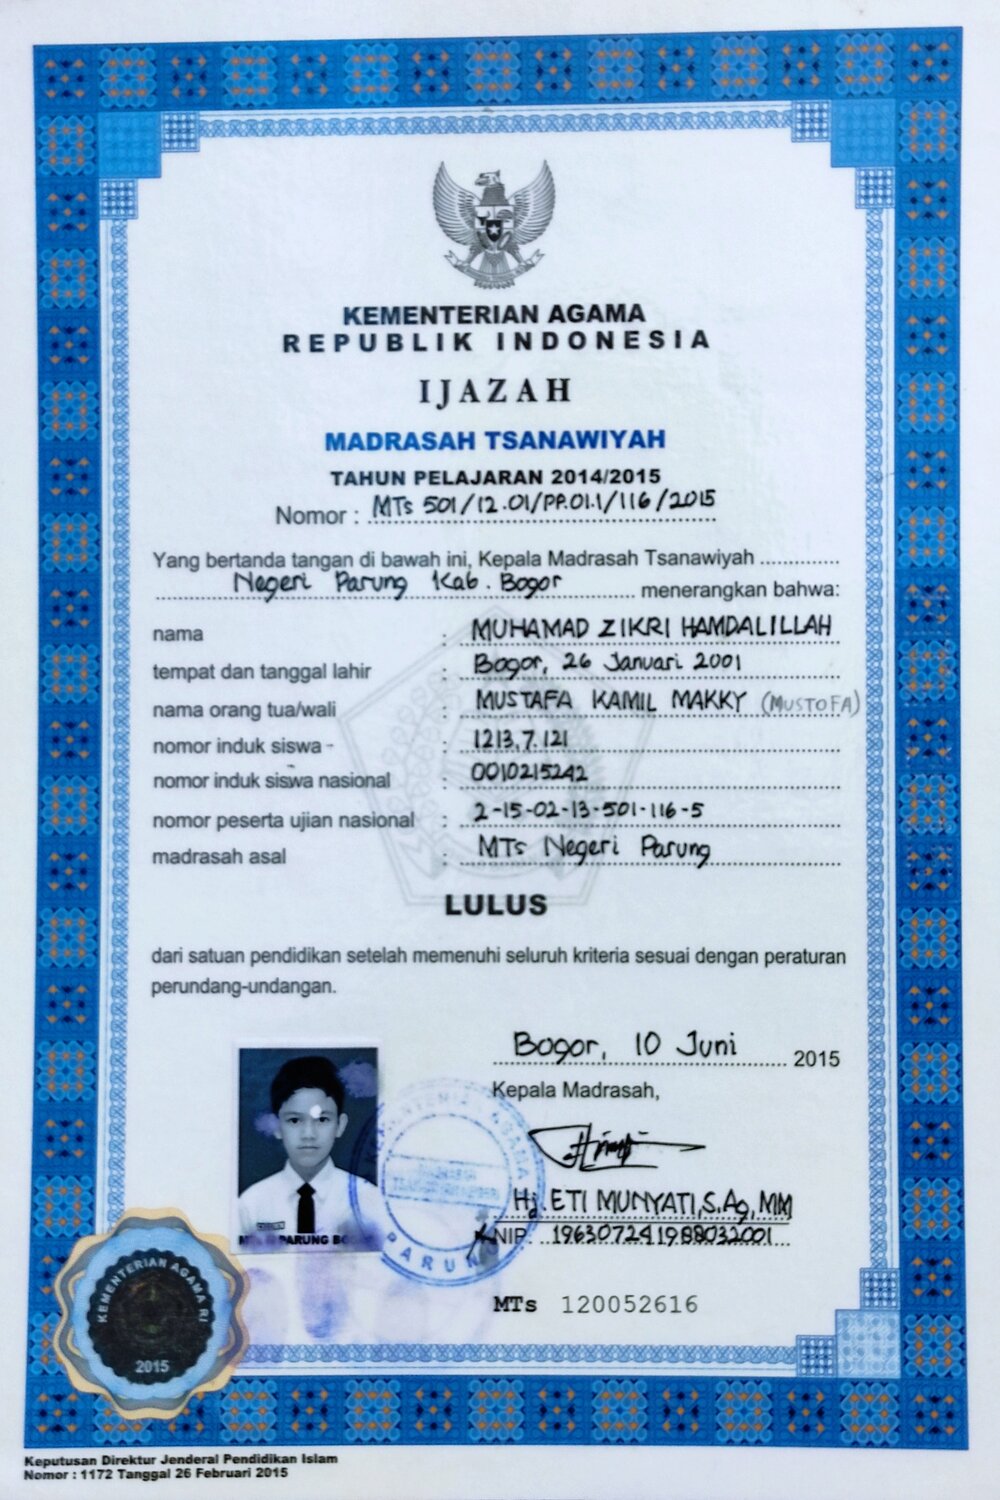 KEMENTERIAN AGAMA
REPUBLIK INDONESIA
IJAZAH
MADRASAH TSANAWIYAH
TAHUN PELAJARAN 2014/2015
Nomor : MTs 501/12.01/PP.01.1/116/2015
Yang bertanda tangan di bawah ini, Kepala Madrasah Tsanawiyah ..............
Negeri Parung Kab. Bogor menerangkan bahwa:
nama : MUHAMAD ZIKRI HAMDALILLAH
tempat dan tanggal lahir : Bogor, 26 Januari 2001
nama orang tua/wali : MUSTAFA KAMIL MAKKY (MUSTOFA)
nomor induk siswa : 1213.7.121
nomor induk siswa nasional : 0010215242
nomor peserta ujian nasional : 2-15-02-13-501-116-5
madrasah asal : MTs Negeri Parung
LULUS
dari satuan pendidikan setelah memenuhi seluruh kriteria sesuai dengan peraturan
perundang-undangan.
Bogor, 10 Juni 2015
Kepala Madrasah,
Hj. ETI MUNYATI, S.Ag, MM
NIP. 196307241988032001
MTs 120052616
PARUNG
KEMENTERIAN AGAMA RI
2015
Keputusan Direktur Jenderal Pendidikan Islam
Nomor : 1172 Tanggal 26 Februari 2015